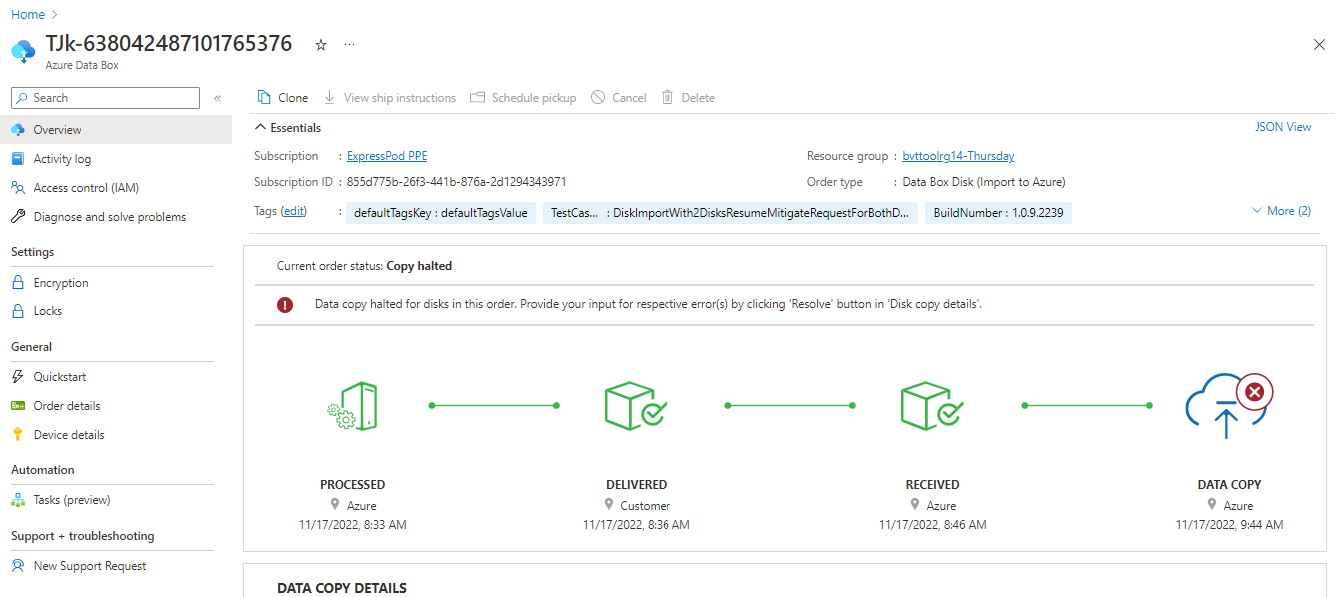 Home
TJk-638042487101765376
Azure Data Box
Search
Overview
Activity log
Access control (IAM)
Diagnose and solve problems
Settings
Encryption
Locks
General
Quickstart
Order details
Device details
Automation
Tasks (preview)
Support + troubleshooting
New Support Request
Clone View ship instructions Schedule pickup Cancel Delete
Essentials JSON View
Subscription : ExpressPod PPE Resource group : bvttoolrg14-Thursday
Subscription ID : 855d775b-26f3-441b-876a-2d1294343971 Order type : Data Box Disk (Import to Azure)
Tags (edit) : defaultTagsKey : defaultTagsValue TestCas... : DiskImportWith2DisksResumeMitigateRequestForBothD... BuildNumber : 1.0.9.2239 More (2)
Current order status: Copy halted
Data copy halted for disks in this order. Provide your input for respective error(s) by clicking 'Resolve' button in 'Disk copy details'.
PROCESSED DELIVERED RECEIVED DATA COPY
Azure Customer Azure Azure
11/17/2022, 8:33 AM 11/17/2022, 8:36 AM 11/17/2022, 8:46 AM 11/17/2022, 9:44 AM
DATA COPY DETAILS